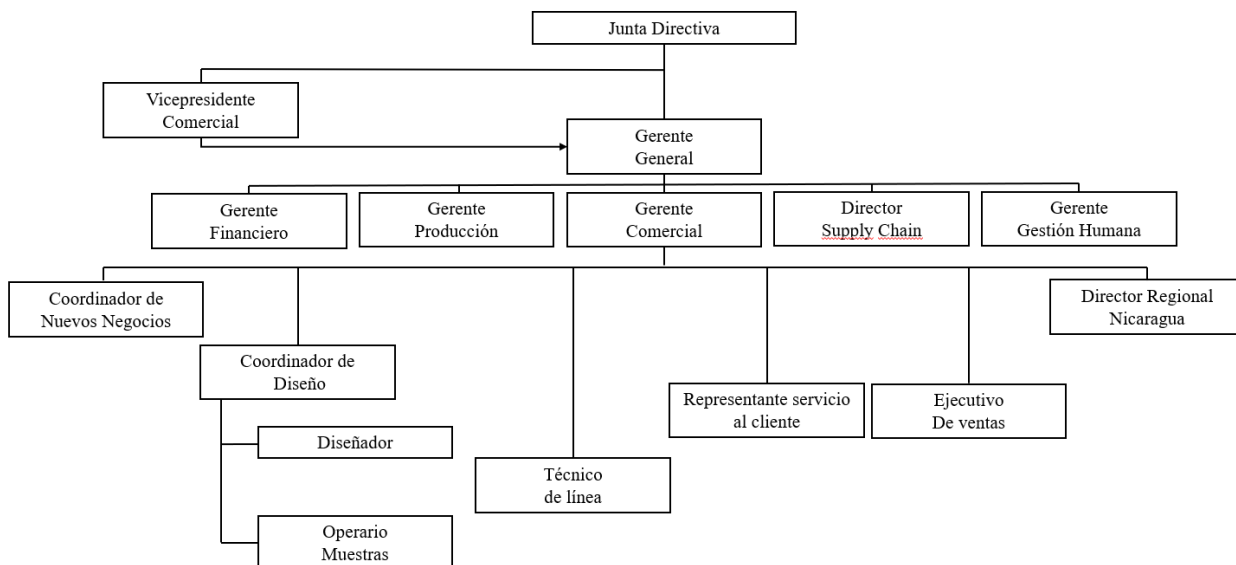 Junta Directiva
Vicepresidente
Comercial
Gerente
General
Gerente
Financiero
Gerente
Producción
Gerente
Comercial
Director
Supply Chain
Gerente
Gestión Humana
Coordinador de
Nuevos Negocios
Director Regional
Nicaragua
Coordinador de
Diseño
Representante servicio
al cliente
Ejecutivo
De ventas
Diseñador
Técnico
de línea
Operario
Muestras